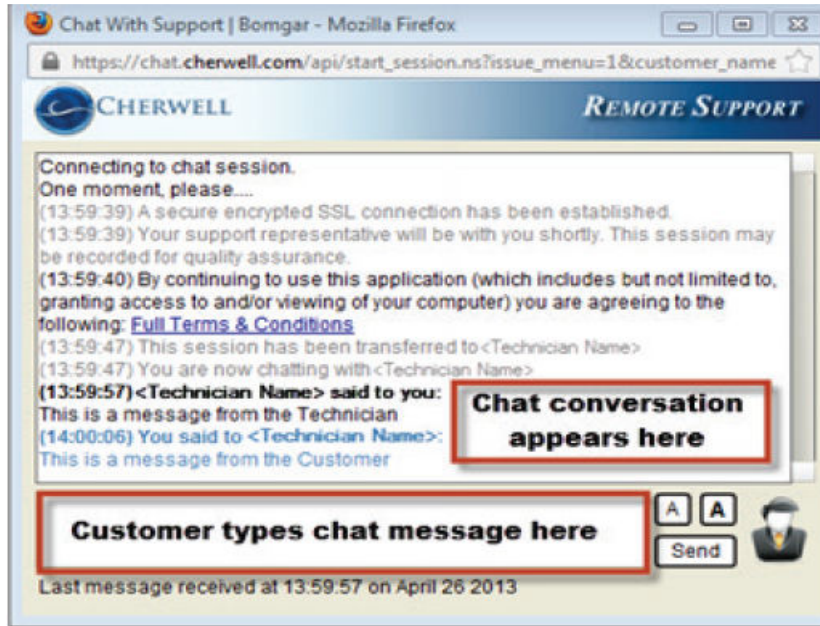 Chat With Support | Bomgar - Mozilla Firefox
https://chat.cherwell.com/api/start_session.ns?issue_menu=1&customer_name
CHERWELL
REMOTE SUPPORT
Connecting to chat session.
One moment, please....
(13:59:39) A secure encrypted SSL connection has been established.
(13:59:39) Your support representative will be with you shortly. This session may
be recorded for quality assurance.
(13:59:40) By continuing to use this application (which includes but not limited to,
granting access to and/or viewing of your computer) you are agreeing to the
following: Full Terms & Conditions
(13:59:47) This session has been transferred to<Technician Name>
(13:59:47) You are now chatting with<Technician Name>
(13:59:57)<Technician Name> said to you:
This is a message from the Technician
(14:00:06) You said to <Technician Name>:
This is a message from the Customer
Chat conversation
appears here
Customer types chat message here
A A
Send
Last message received at 13:59:57 on April 26 2013